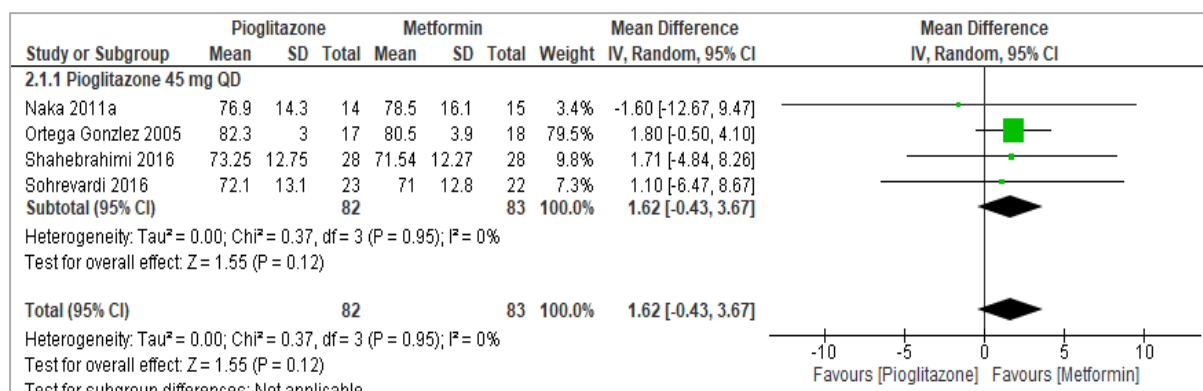 Pioglitazone Metformin Mean Difference Mean Difference
Study or Subgroup Mean SD Total Mean SD Total Weight IV, Random, 95% CI IV, Random, 95% CI
2.1.1 Pioglitazone 45 mg QD
Naka 2011a 76.9 14.3 14 78.5 16.1 15 3.4% -1.60 [-12.67, 9.47]
Ortega Gonzlez 2005 82.3 3 17 80.5 3.9 18 79.5% 1.80 [-0.50, 4.10]
Shahebrahimi 2016 73.25 12.75 28 71.54 12.27 28 9.8% 1.71 [-4.84, 8.26]
Sohrevardi 2016 72.1 13.1 23 71 12.8 22 7.3% 1.10 [-6.47, 8.67]
Subtotal (95% CI) 82 83 100.0% 1.62 [-0.43, 3.67]
Heterogeneity: Tau² = 0.00; Chi² = 0.37, df = 3 (P = 0.95); I² = 0%
Test for overall effect: Z = 1.55 (P = 0.12)
Total (95% CI) 82 83 100.0% 1.62 [-0.43, 3.67]
Heterogeneity: Tau² = 0.00; Chi² = 0.37, df = 3 (P = 0.95); I² = 0%
Test for overall effect: Z = 1.55 (P = 0.12)
Test for subgroup differences: Not applicable
-10 -5 0 5 10
Favours [Pioglitazone] Favours [Metformin]